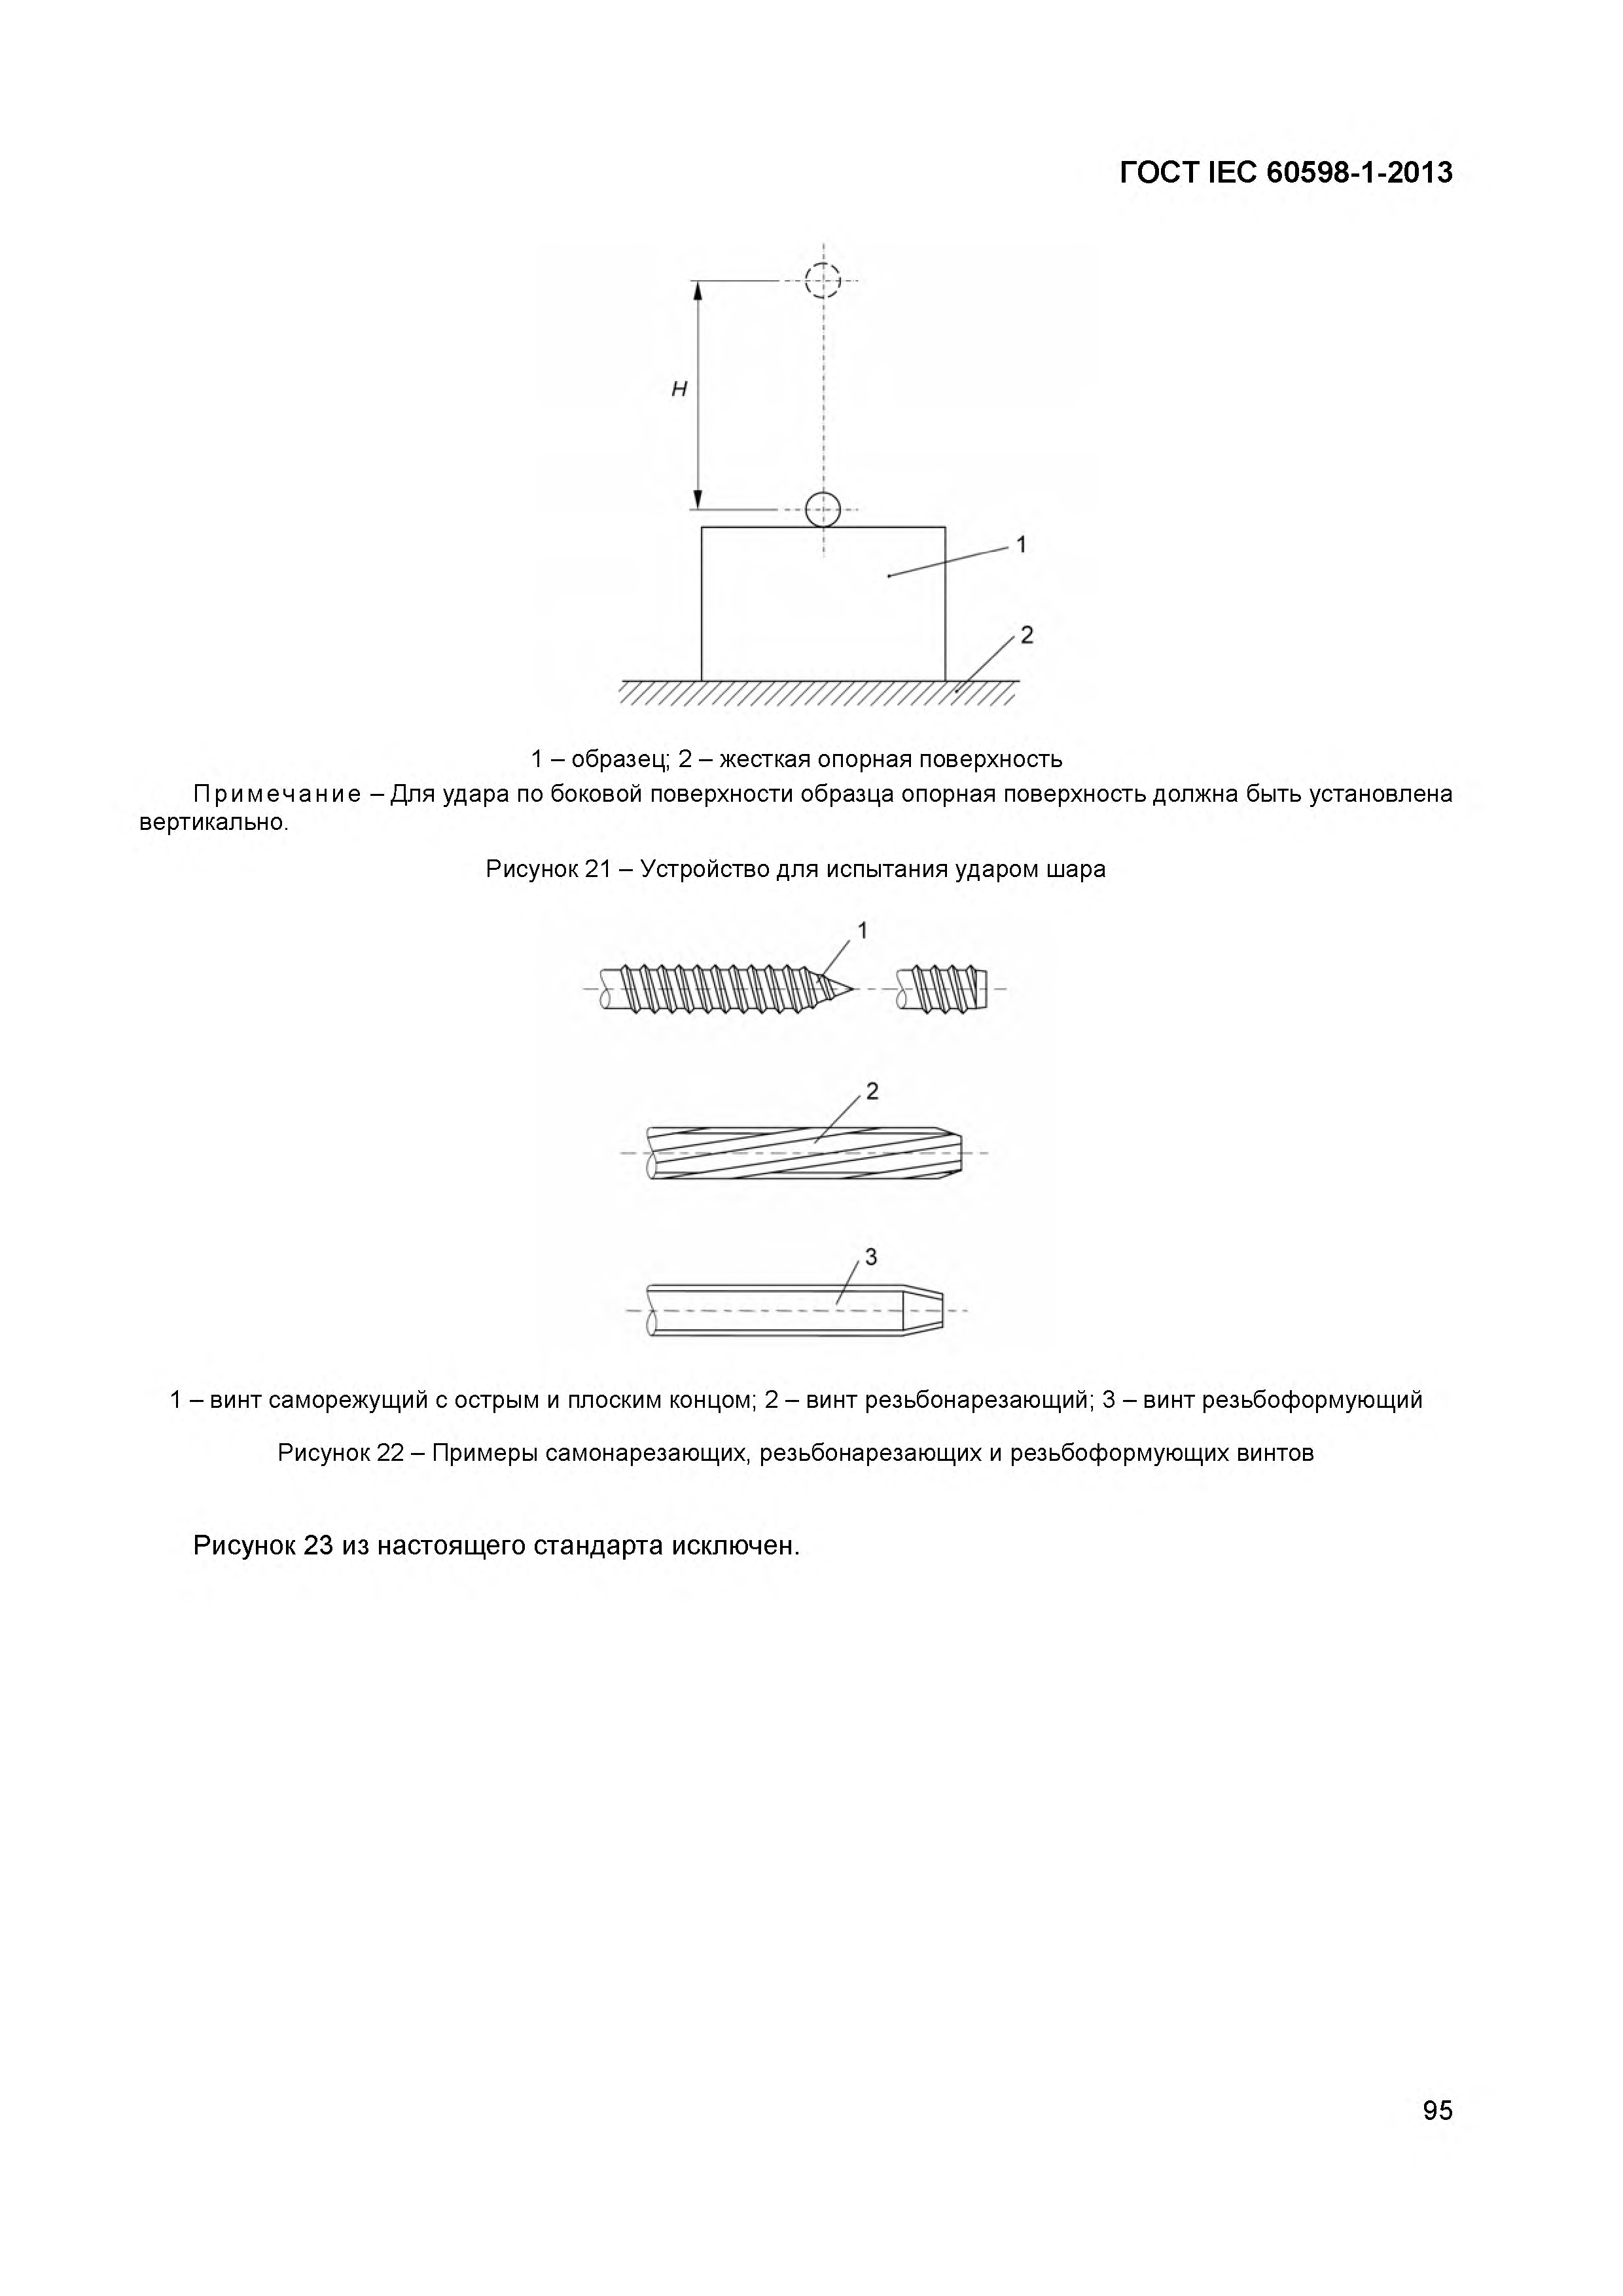 ГОСТ IEC 60598-1-2013
H
1
2
1 – образец; 2 – жесткая опорная поверхность
Примечание – Для удара по боковой поверхности образца опорная поверхность должна быть установлена
вертикально.
Рисунок 21 – Устройство для испытания ударом шара
1
2
3
1 – винт саморежущий с острым и плоским концом; 2 – винт резьбонарезающий; 3 – винт резьбоформующий
Рисунок 22 – Примеры самонарезающих, резьбонарезающих и резьбоформующих винтов
Рисунок 23 из настоящего стандарта исключен.
95